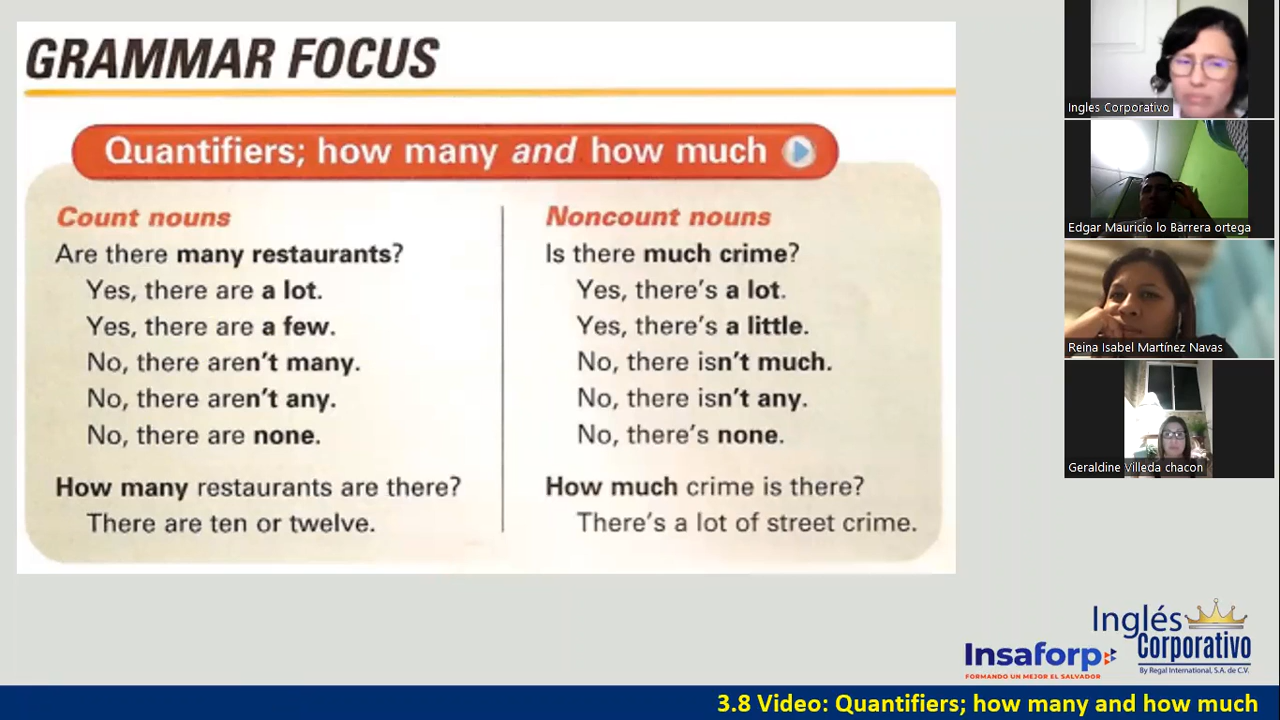 GRAMMAR FOCUS
Quantifiers; how many and how much
Count nouns
Are there many restaurants?
Yes, there are a lot.
Yes, there are a few.
No, there aren't many.
No, there aren't any.
No, there are none.
How many restaurants are there?
There are ten or twelve.
Noncount nouns
Is there much crime?
Yes, there's a lot.
Yes, there's a little.
No, there isn't much.
No, there isn't any.
No, there's none.
How much crime is there?
There's a lot of street crime.
Ingles Corporativo
Edgar Mauricio lo Barrera ortega
Reina Isabel Martínez Navas
Geraldine Villeda chacon
Insaforp
FORMANDO UN MEJOR EL SALVADOR
Inglés
Corporativo
By Regal International, S.A. de C.V.
3.8 Video: Quantifiers; how many and how much